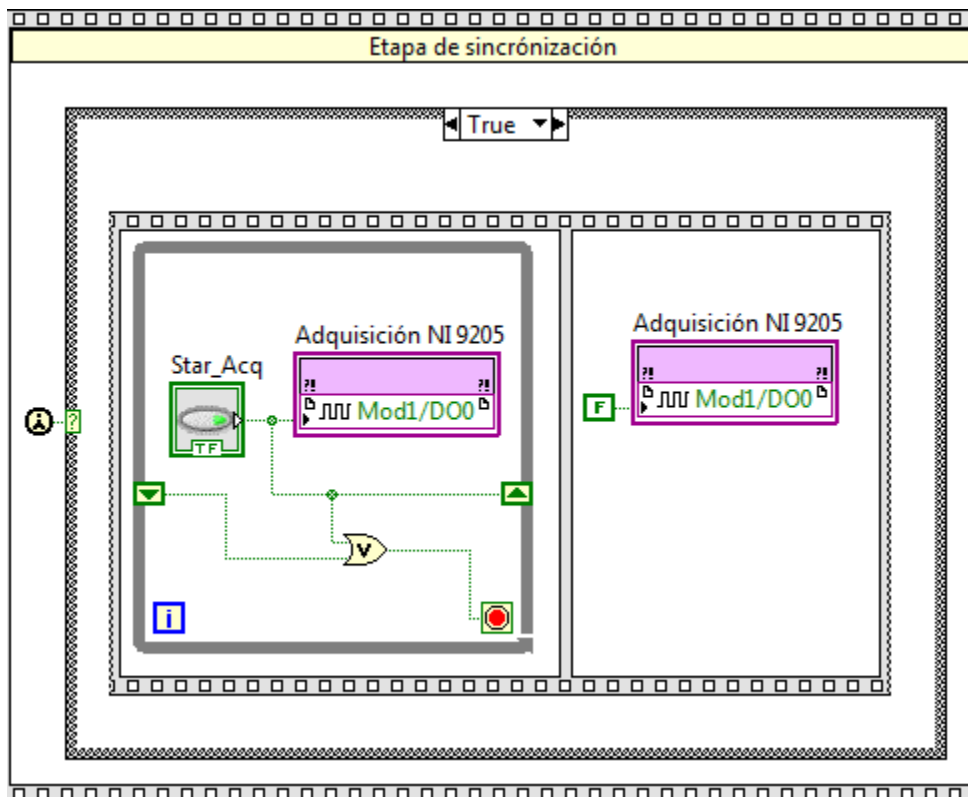 Etapa de sincrónización
True
Adquisición NI 9205
Star_Acq
?! ?!
Mod1/DO0
TF
V
i
Adquisición NI 9205
?! ?!
F
Mod1/DO0
?